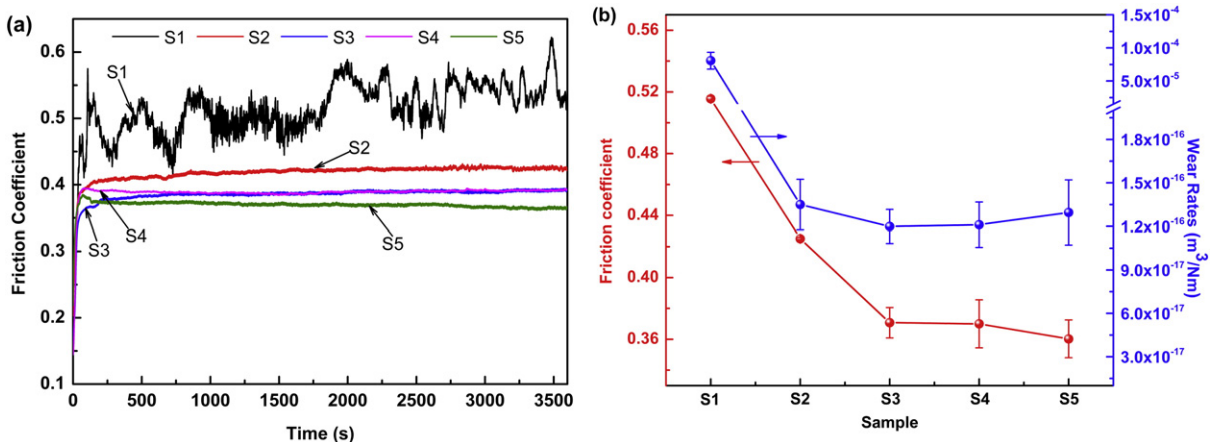 (a)
S1 S2 S3 S4 S5
Friction Coefficient
0.6
0.5
0.4
0.3
0.2
0.1
S1
S2
S3
S4
S5
0 500 1000 1500 2000 2500 3000 3500
Time (s)
(b)
Friction coefficient
0.52
0.48
0.44
0.40
0.36
1.5x10⁻⁴
1.0x10⁻⁴
5.0x10⁻⁵
1.8x10⁻¹⁶
1.5x10⁻¹⁶
1.2x10⁻¹⁶
9.0x10⁻¹⁷
6.0x10⁻¹⁷
3.0x10⁻¹⁷
Wear Rates (m³/Nm)
S1 S2 S3 S4 S5
Sample